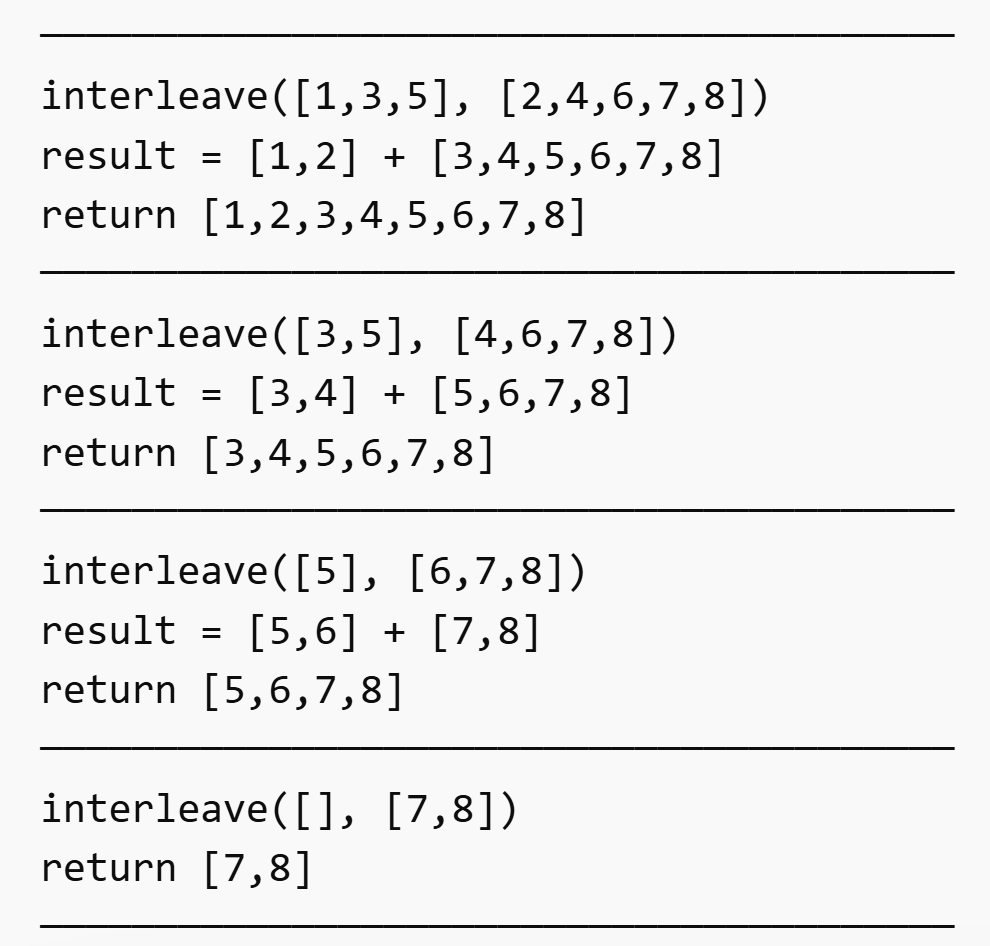 interleave([1,3,5], [2,4,6,7,8])
result = [1,2] + [3,4,5,6,7,8]
return [1,2,3,4,5,6,7,8]
interleave([3,5], [4,6,7,8])
result = [3,4] + [5,6,7,8]
return [3,4,5,6,7,8]
interleave([5], [6,7,8])
result = [5,6] + [7,8]
return [5,6,7,8]
interleave([], [7,8])
return [7,8]